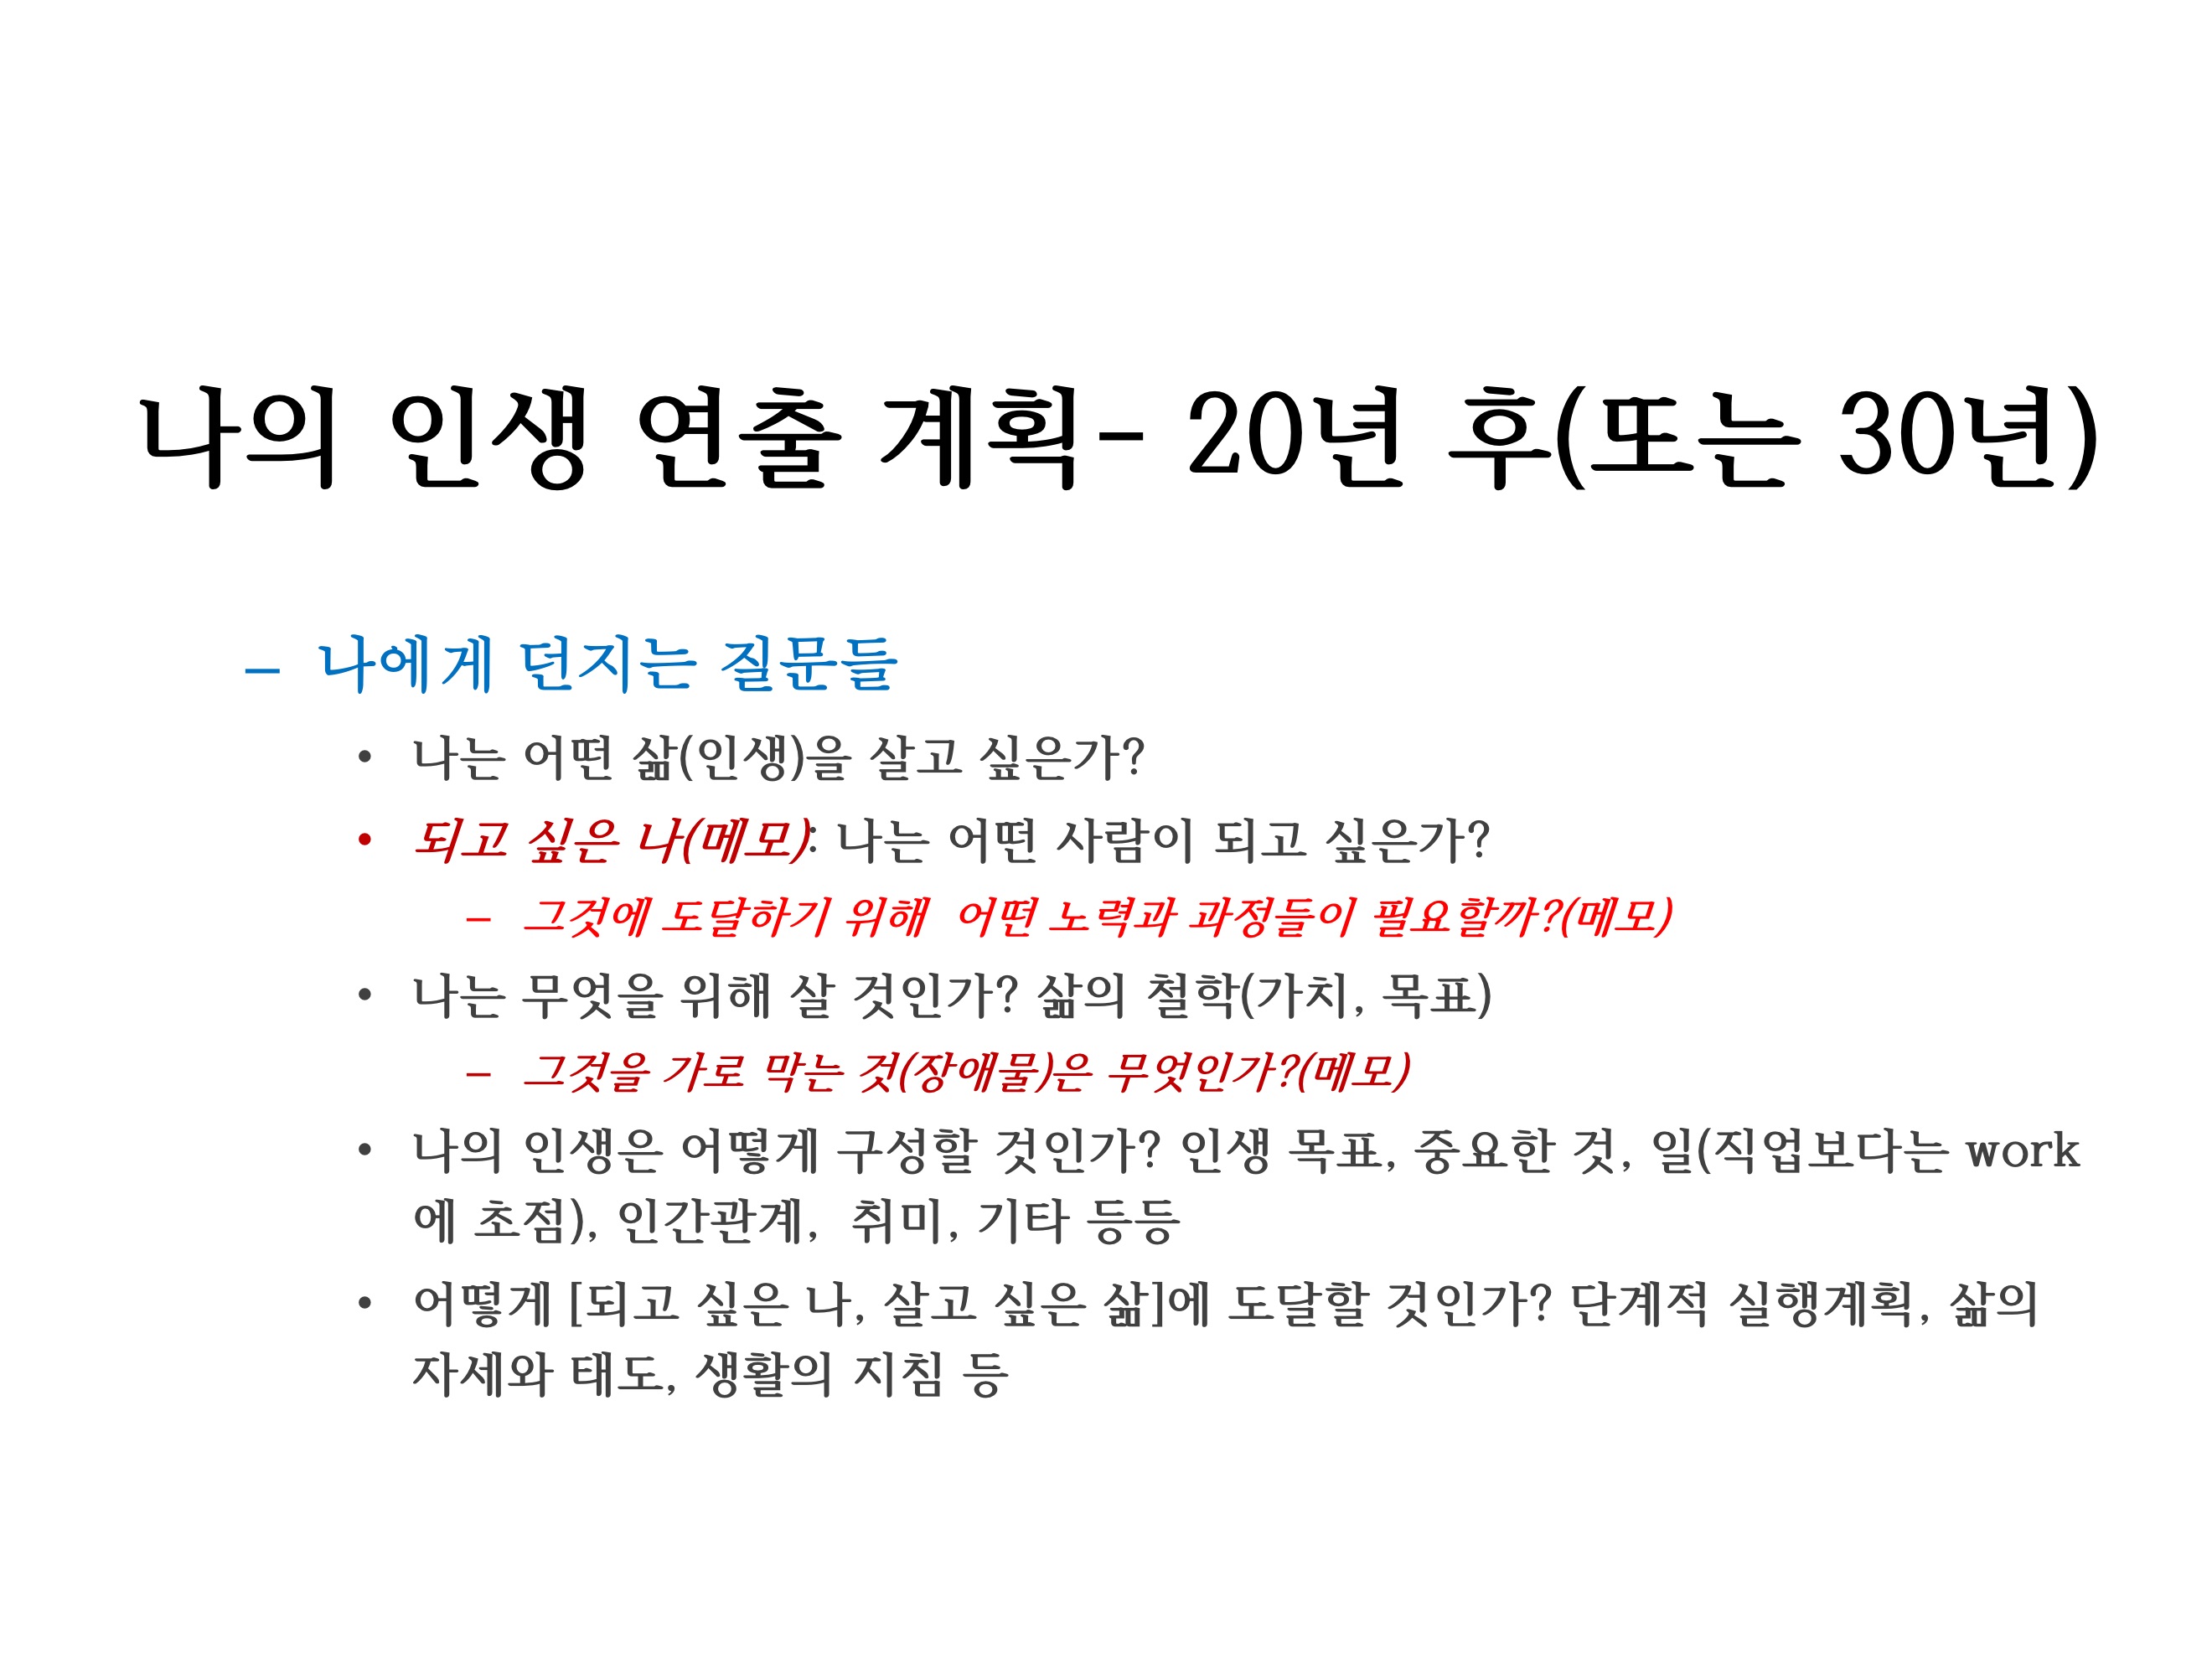 나의 인생 연출 계획- 20년 후(또는 30년)
– 나에게 던지는 질문들
• 나는 어떤 삶(인생)을 살고 싶은가?
• 되고 싶은 나(메모): 나는 어떤 사람이 되고 싶은가?
– 그것에 도달하기 위해 어떤 노력과 과정들이 필요할까?(메모)
• 나는 무엇을 위해 살 것인가? 삶의 철학(가치, 목표)
– 그것을 가로 막는 것(장애물)은 무엇인가?(메모)
• 나의 인생은 어떻게 구성할 것인가? 인생 목표, 중요한 것, 일(직업보다는 work
에 초점), 인간관계, 취미, 기타 등등
• 어떻게 [되고 싶은 나, 살고 싶은 삶]에 도달할 것인가? 단계적 실행계획, 삶의
자세와 태도, 생활의 지침 등